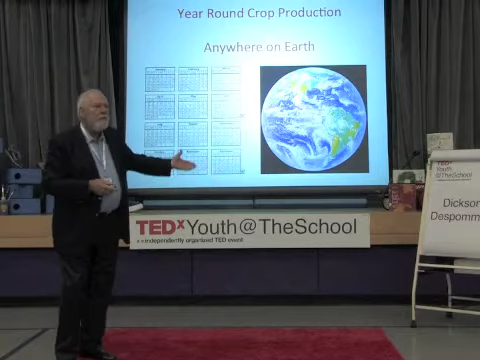 Year Round Crop Production
Anywhere on Earth
TEDxYouth@TheSchool
x = independently organized TED event
TEDx
Youth
@TheSchool
Dickson
Despomm